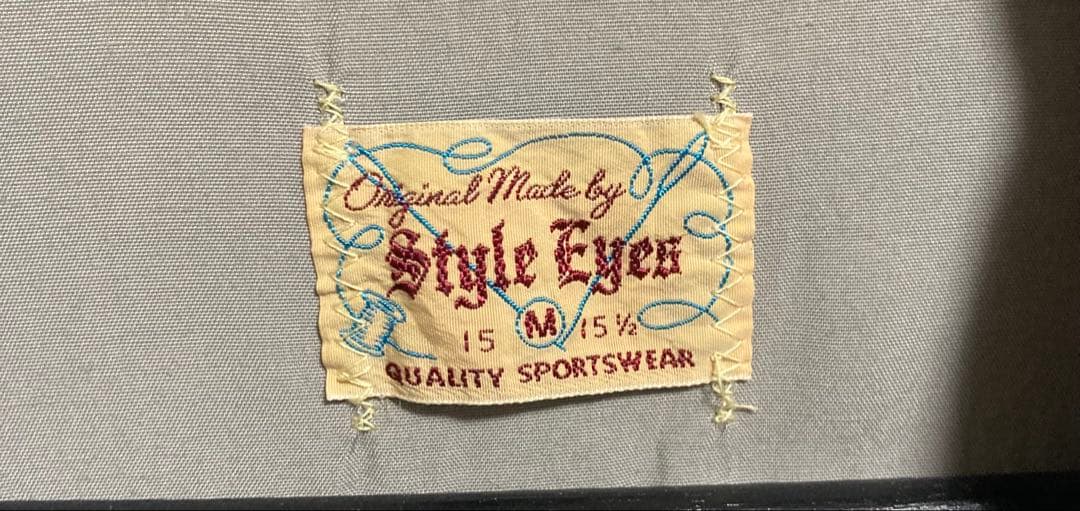 Original Made by
Style Eyes
15 M 15½
QUALITY SPORTSWEAR